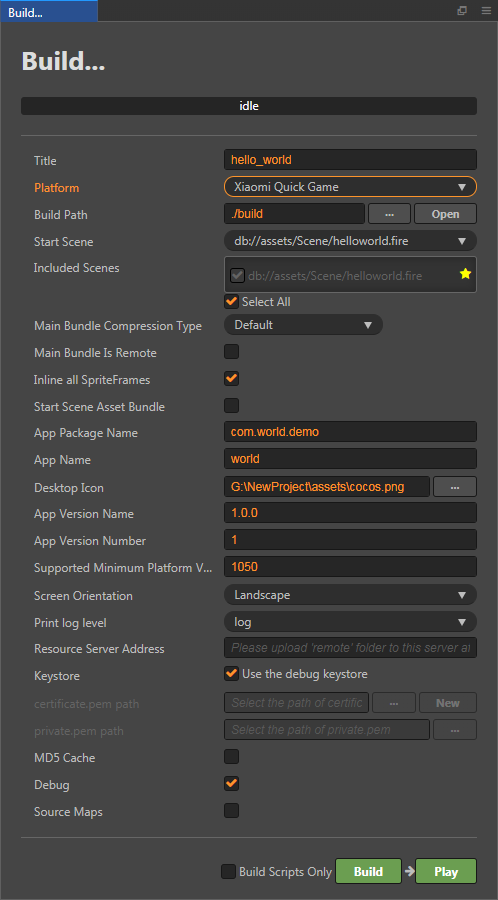 Build...
Build...
idle
Title hello_world
Platform Xiaomi Quick Game
Build Path ./build ... Open
Start Scene db://assets/Scene/helloworld.fire
Included Scenes db://assets/Scene/helloworld.fire
Select All
Main Bundle Compression Type Default
Main Bundle Is Remote
Inline all SpriteFrames
Start Scene Asset Bundle
App Package Name com.world.demo
App Name world
Desktop Icon G:\NewProject\assets\cocos.png ...
App Version Name 1.0.0
App Version Number 1
Supported Minimum Platform V... 1050
Screen Orientation Landscape
Print log level log
Resource Server Address Please upload 'remote' folder to this server
Keystore Use the debug keystore
certificate.pem path Select the path of certific ... New
private.pem path Select the path of private.pem ...
MD5 Cache
Debug
Source Maps
Build Scripts Only Build Play